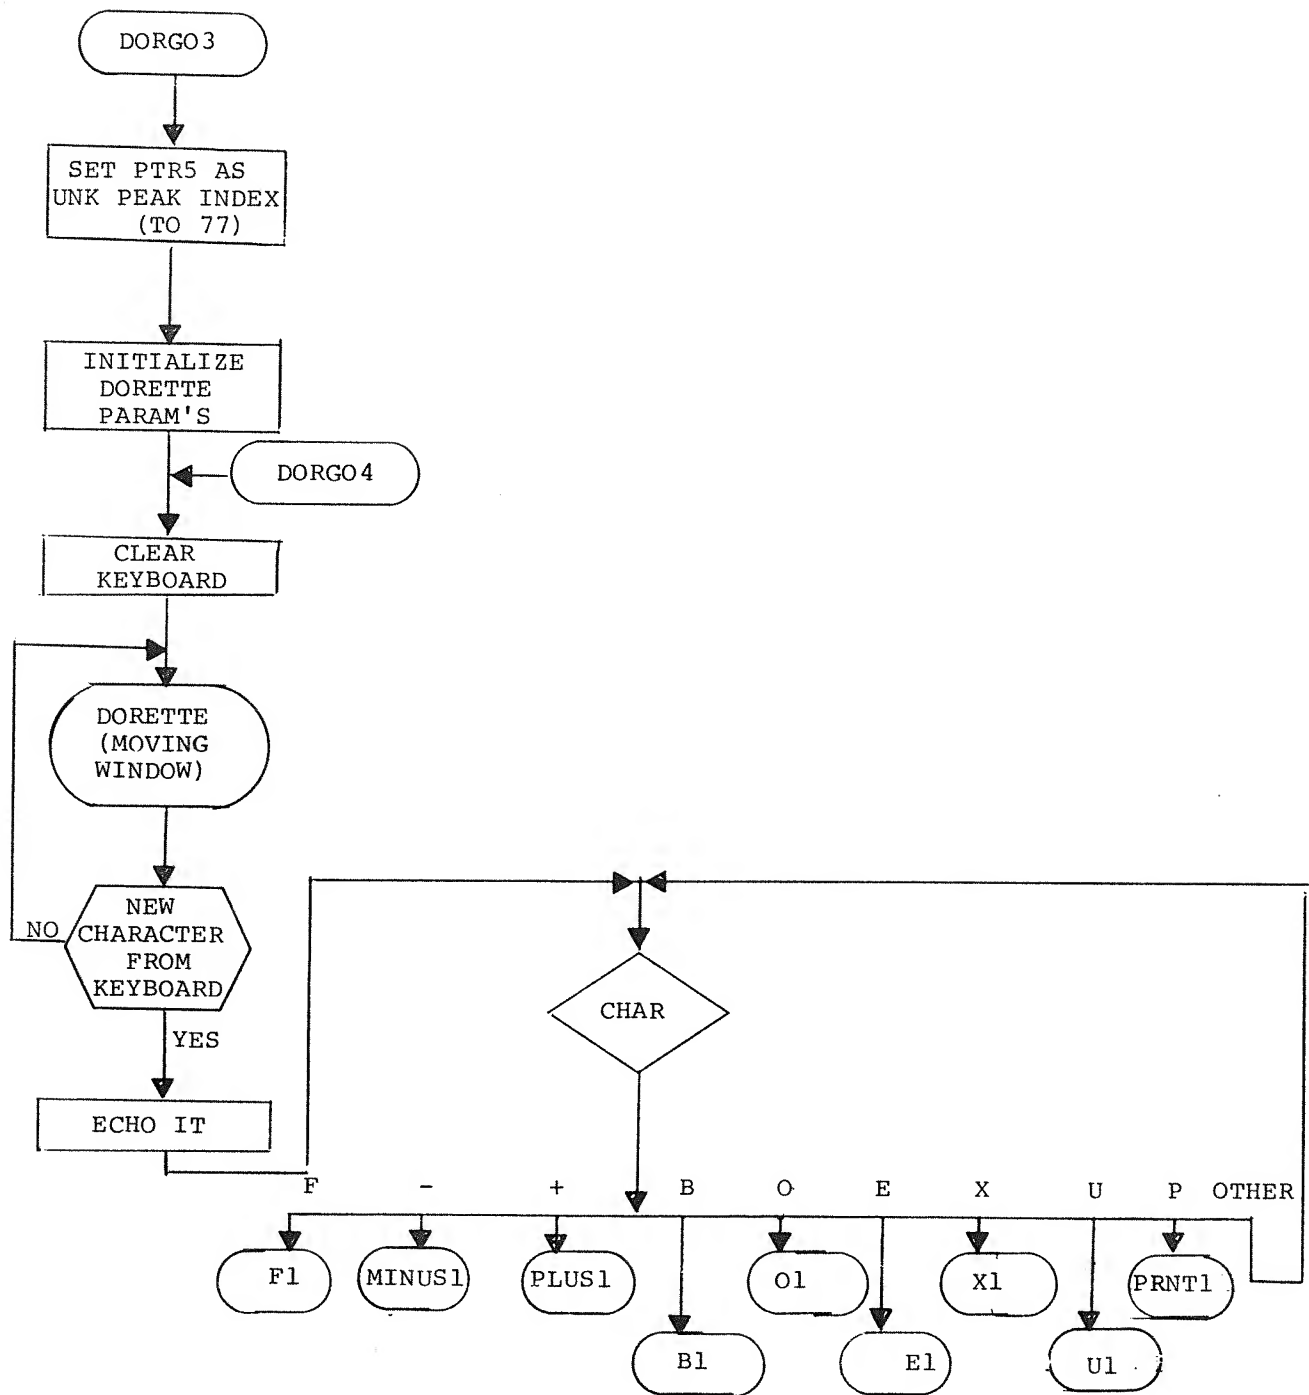 DORGO3
SET PTR5 AS
UNK PEAK INDEX
(TO 77)
INITIALIZE
DORETTE
PARAM'S
DORGO4
CLEAR
KEYBOARD
DORETTE
(MOVING
WINDOW)
NEW
CHARACTER
FROM
KEYBOARD
NO
YES
ECHO IT
CHAR
F - + B O E X U P OTHER
F1 MINUS1 PLUS1 O1 X1 PRNT1
B1 E1 U1